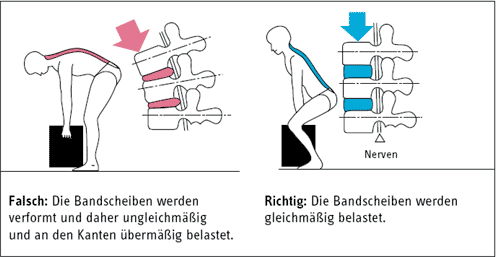 Nerven
Falsch: Die Bandscheiben werden
verformt und daher ungleichmäßig
und an den Kanten übermäßig belastet.
Richtig: Die Bandscheiben werden
gleichmäßig belastet.